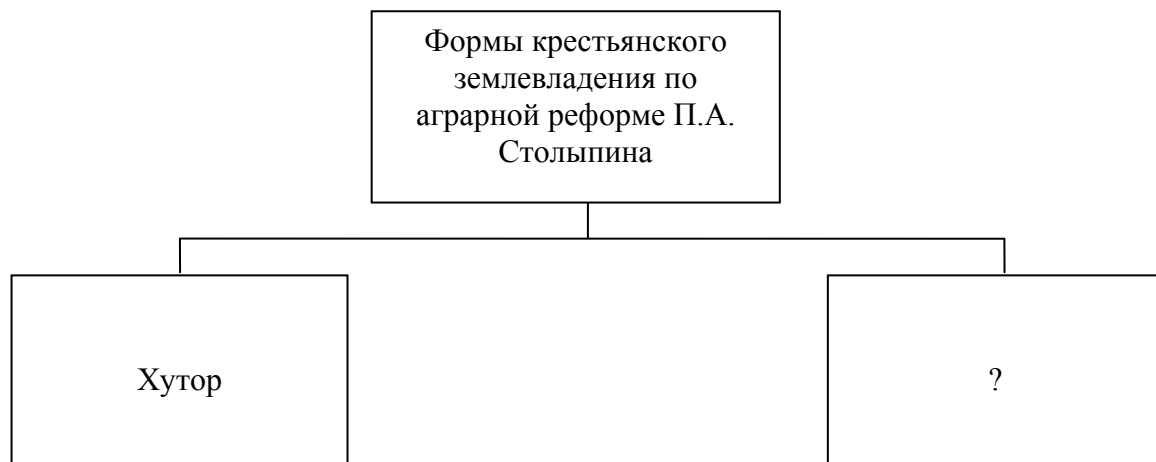 Формы крестьянского
землевладения по
аграрной реформе П.А.
Столыпина
Хутор
?